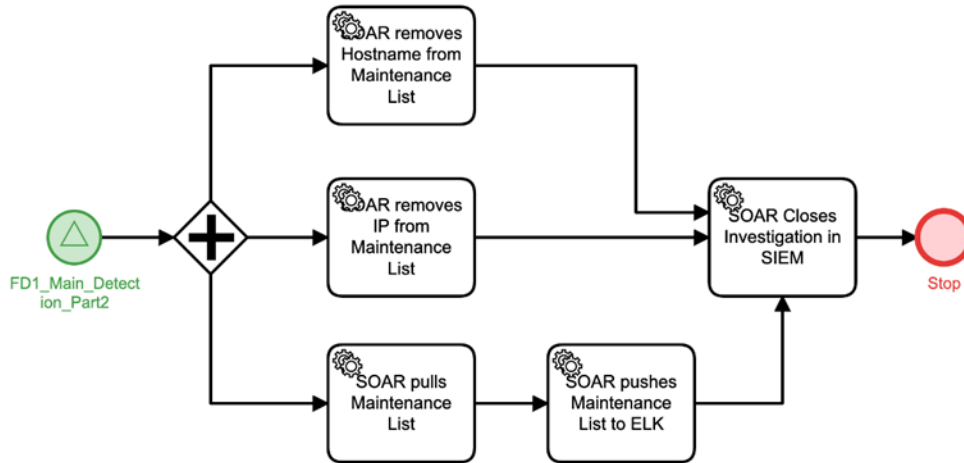 SOAR removes
Hostname from
Maintenance
List
FD1_Main_Detect
ion_Part2
SOAR removes
IP from
Maintenance
List
SOAR Closes
Investigation in
SIEM
Stop
SOAR pulls
Maintenance
List
SOAR pushes
Maintenance
List to ELK